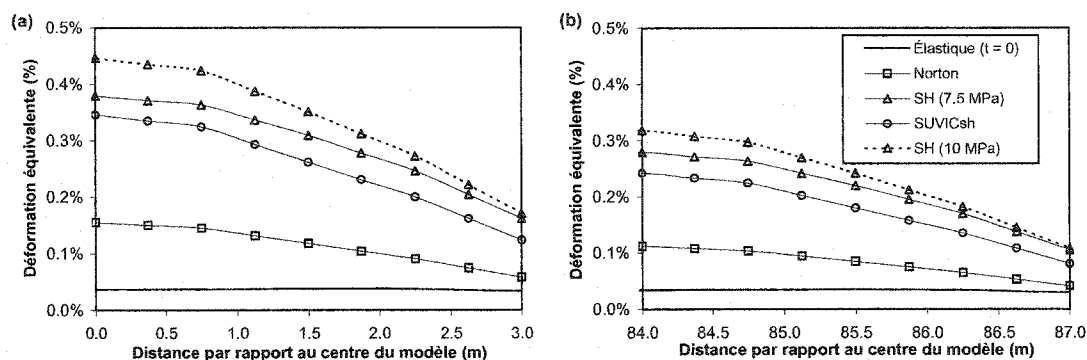 (a)
0.5%
0.4%
0.3%
0.2%
0.1%
0.0%
Déformation équivalente (%)
0.0 0.5 1.0 1.5 2.0 2.5 3.0
Distance par rapport au centre du modèle (m)
(b)
0.5%
0.4%
0.3%
0.2%
0.1%
0.0%
Déformation équivalente (%)
84.0 84.5 85.0 85.5 86.0 86.5 87.0
Distance par rapport au centre du modèle (m)
Élastique (t = 0)
Norton
SH (7.5 MPa)
SUVICsh
SH (10 MPa)